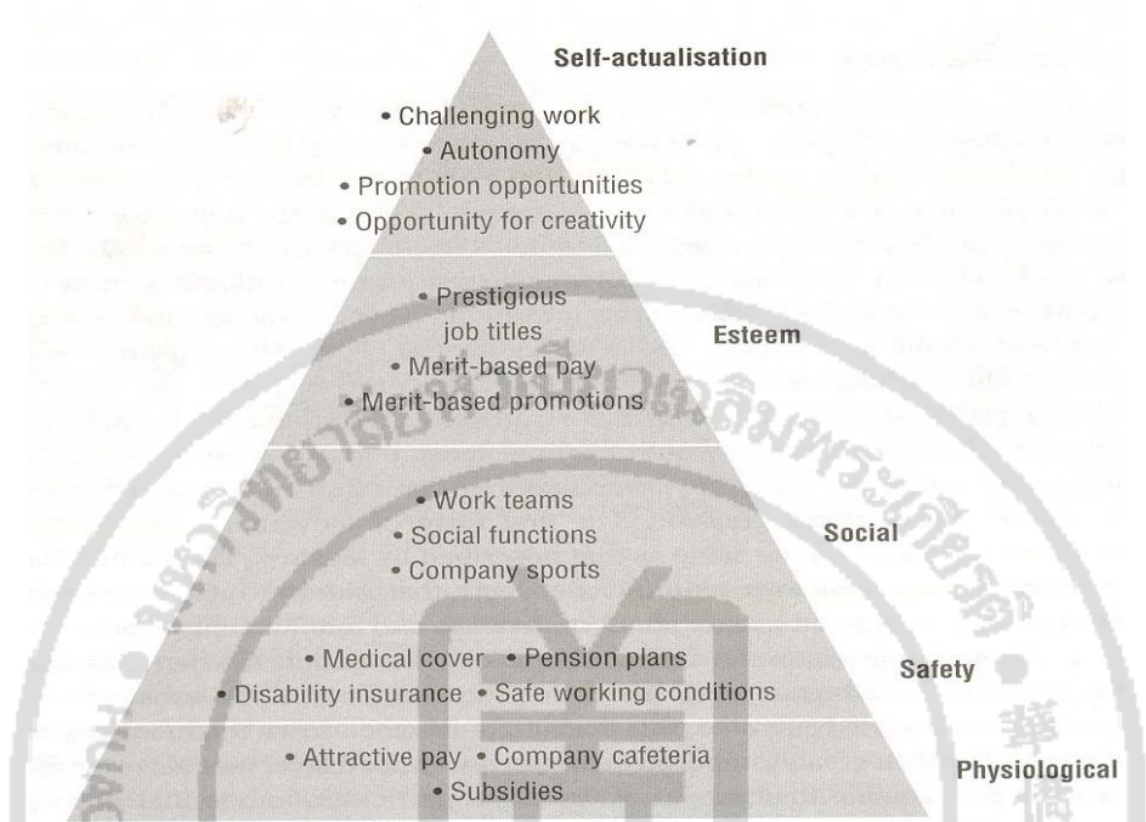 Self-actualisation
• Challenging work
• Autonomy
• Promotion opportunities
• Opportunity for creativity
• Prestigious
job titles
Esteem
• Merit-based pay
• Merit-based promotions
• Work teams
• Social functions
Social
• Company sports
• Medical cover • Pension plans
Safety
• Disability insurance • Safe working conditions
• Attractive pay • Company cafeteria
Physiological
• Subsidies
華
僑